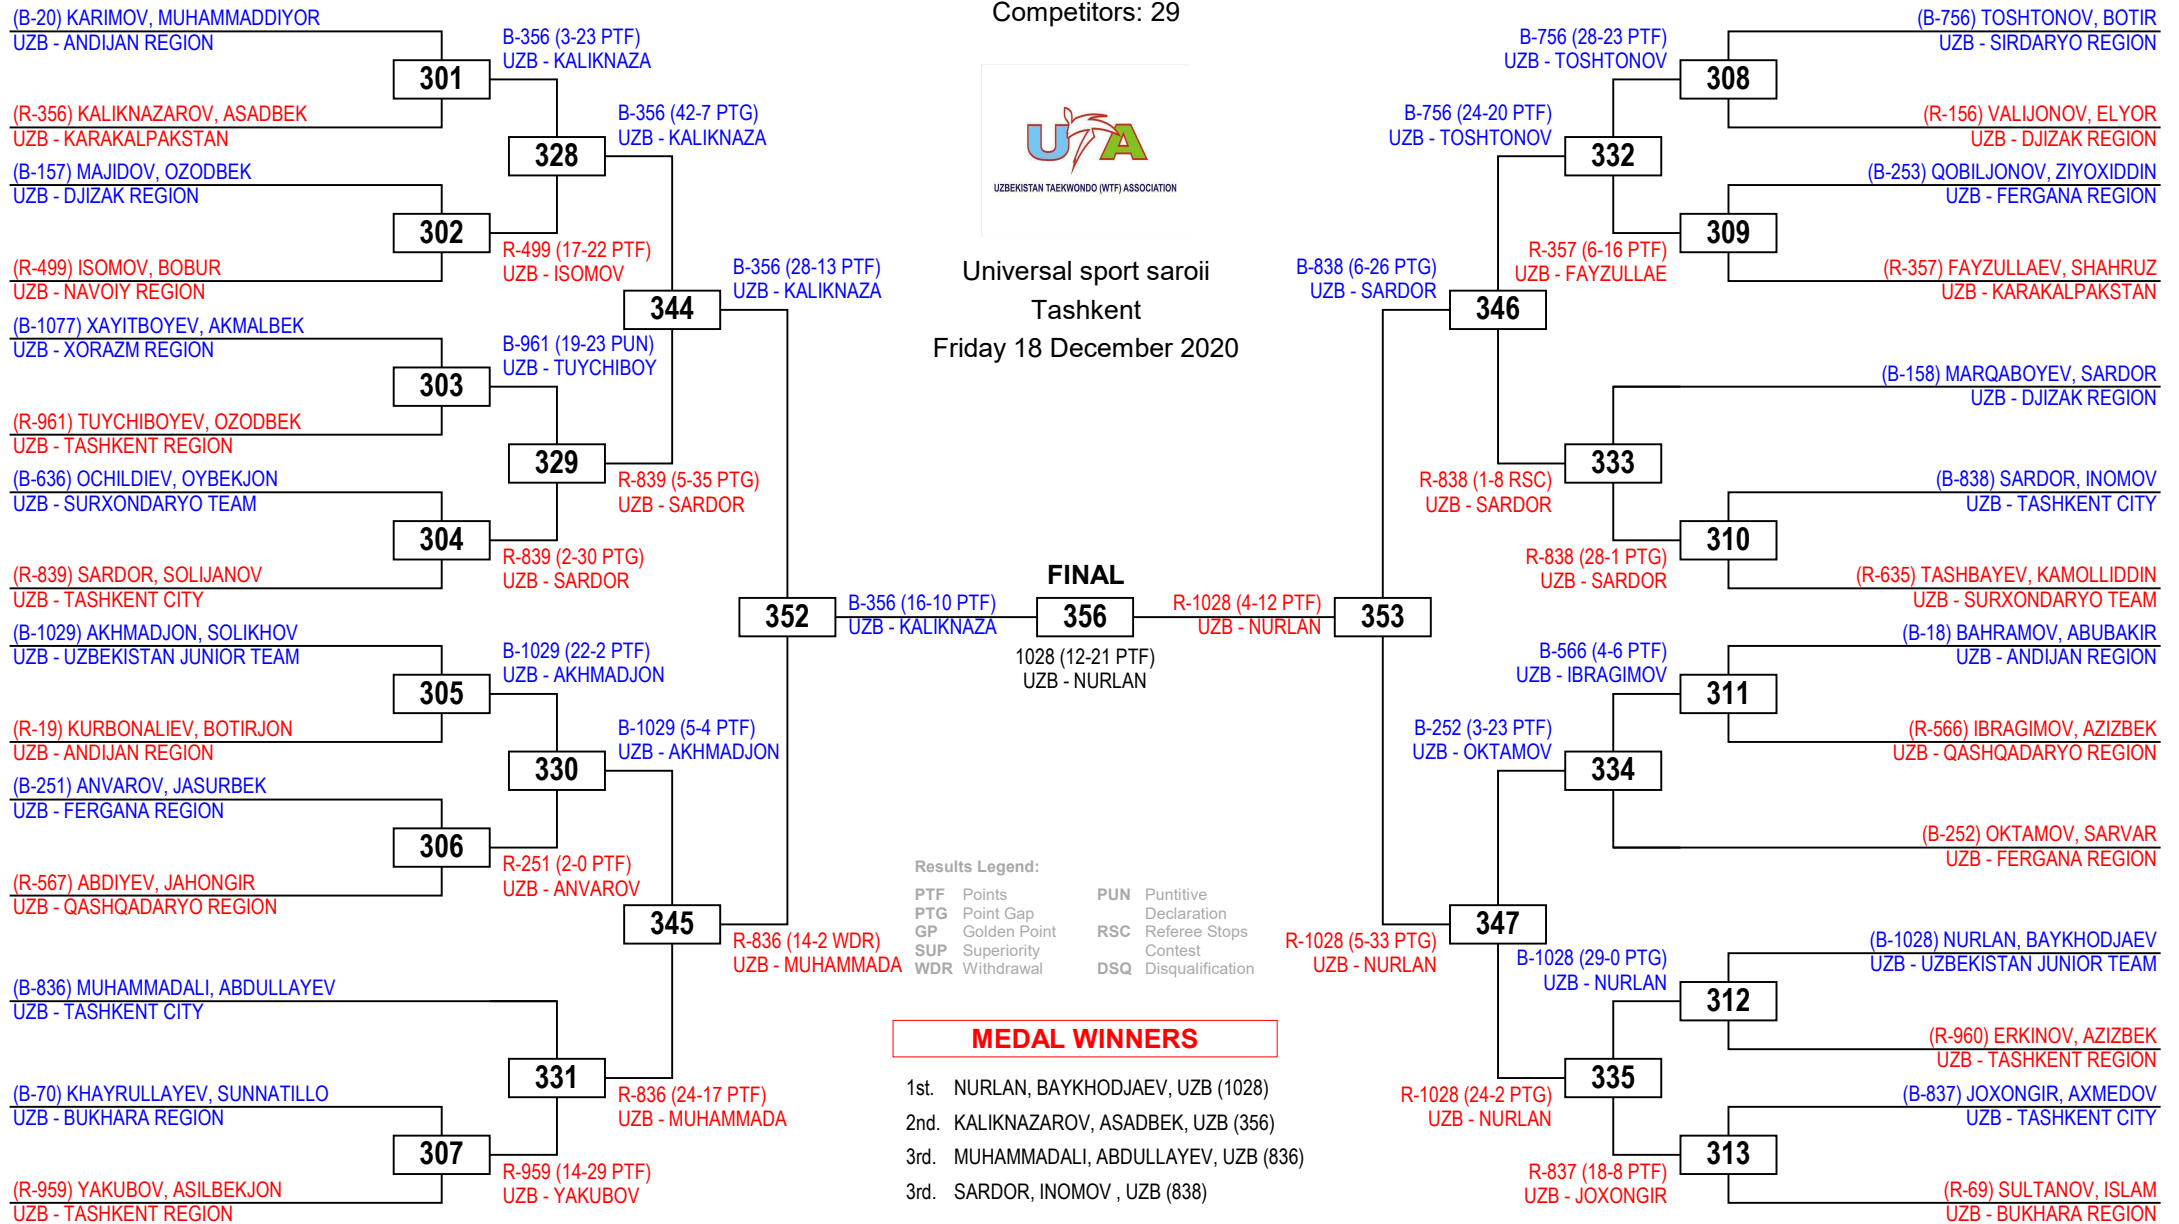 Competitors: 29
UTA
UZBEKISTAN TAEKWONDO (WTF) ASSOCIATION
Universal sport saroii
Tashkent
Friday 18 December 2020
(B-20) KARIMOV, MUHAMMADDIYOR
UZB - ANDIJAN REGION
301
(R-356) KALIKNAZAROV, ASADBEK
UZB - KARAKALPAKSTAN
(B-157) MAJIDOV, OZODBEK
UZB - DJIZAK REGION
302
(R-499) ISOMOV, BOBUR
UZB - NAVOIY REGION
(B-1077) XAYITBOYEV, AKMALBEK
UZB - XORAZM REGION
303
(R-961) TUYCHIBOYEV, OZODBEK
UZB - TASHKENT REGION
(B-636) OCHILDIEV, OYBEKJON
UZB - SURXONDARYO TEAM
304
(R-839) SARDOR, SOLIJANOV
UZB - TASHKENT CITY
(B-1029) AKHMADJON, SOLIKHOV
UZB - UZBEKISTAN JUNIOR TEAM
305
(R-19) KURBONALIEV, BOTIRJON
UZB - ANDIJAN REGION
(B-251) ANVAROV, JASURBEK
UZB - FERGANA REGION
306
(R-567) ABDIYEV, JAHONGIR
UZB - QASHQADARYO REGION
(B-836) MUHAMMADALI, ABDULLAYEV
UZB - TASHKENT CITY
(B-70) KHAYRULLAYEV, SUNNATILLO
UZB - BUKHARA REGION
307
(R-959) YAKUBOV, ASILBEKJON
UZB - TASHKENT REGION
B-356 (3-23 PTF)
UZB - KALIKNAZA
328
R-499 (17-22 PTF)
UZB - ISOMOV
B-961 (19-23 PUN)
UZB - TUYCHIBOY
329
R-839 (2-30 PTG)
UZB - SARDOR
B-1029 (22-2 PTF)
UZB - AKHMADJON
330
R-251 (2-0 PTF)
UZB - ANVAROV
331
R-959 (14-29 PTF)
UZB - YAKUBOV
B-356 (42-7 PTG)
UZB - KALIKNAZA
344
R-839 (5-35 PTG)
UZB - SARDOR
B-1029 (5-4 PTF)
UZB - AKHMADJON
345
R-836 (24-17 PTF)
UZB - MUHAMMADA
B-356 (28-13 PTF)
UZB - KALIKNAZA
352
R-836 (14-2 WDR)
UZB - MUHAMMADA
B-356 (16-10 PTF)
UZB - KALIKNAZA
FINAL
356
1028 (12-21 PTF)
UZB - NURLAN
R-1028 (4-12 PTF)
UZB - NURLAN
353
B-838 (6-26 PTG)
UZB - SARDOR
R-1028 (5-33 PTG)
UZB - NURLAN
B-756 (24-20 PTF)
UZB - TOSHTONOV
346
R-838 (1-8 RSC)
UZB - SARDOR
B-252 (3-23 PTF)
UZB - OKTAMOV
347
R-1028 (24-2 PTG)
UZB - NURLAN
B-756 (28-23 PTF)
UZB - TOSHTONOV
332
R-357 (6-16 PTF)
UZB - FAYZULLAE
333
R-838 (28-1 PTG)
UZB - SARDOR
B-566 (4-6 PTF)
UZB - IBRAGIMOV
334
B-1028 (29-0 PTG)
UZB - NURLAN
335
R-837 (18-8 PTF)
UZB - JOXONGIR
(B-756) TOSHTONOV, BOTIR
UZB - SIRDARYO REGION
308
(R-156) VALIJONOV, ELYOR
UZB - DJIZAK REGION
(B-253) QOBILJONOV, ZIYOXIDDIN
UZB - FERGANA REGION
309
(R-357) FAYZULLAEV, SHAHRUZ
UZB - KARAKALPAKSTAN
(B-158) MARQABOYEV, SARDOR
UZB - DJIZAK REGION
(B-838) SARDOR, INOMOV
UZB - TASHKENT CITY
310
(R-635) TASHBAYEV, KAMOLLIDDIN
UZB - SURXONDARYO TEAM
(B-18) BAHRAMOV, ABUBAKIR
UZB - ANDIJAN REGION
311
(R-566) IBRAGIMOV, AZIZBEK
UZB - QASHQADARYO REGION
(B-252) OKTAMOV, SARVAR
UZB - FERGANA REGION
(B-1028) NURLAN, BAYKHODJAEV
UZB - UZBEKISTAN JUNIOR TEAM
312
(R-960) ERKINOV, AZIZBEK
UZB - TASHKENT REGION
(B-837) JOXONGIR, AXMEDOV
UZB - TASHKENT CITY
313
(R-69) SULTANOV, ISLAM
UZB - BUKHARA REGION
Results Legend:
PTF Points
PTG Point Gap
GP Golden Point
SUP Superiority
WDR Withdrawal
PUN Puntitive
Declaration
RSC Referee Stops
Contest
DSQ Disqualification
MEDAL WINNERS
1st. NURLAN, BAYKHODJAEV, UZB (1028)
2nd. KALIKNAZAROV, ASADBEK, UZB (356)
3rd. MUHAMMADALI, ABDULLAYEV, UZB (836)
3rd. SARDOR, INOMOV , UZB (838)